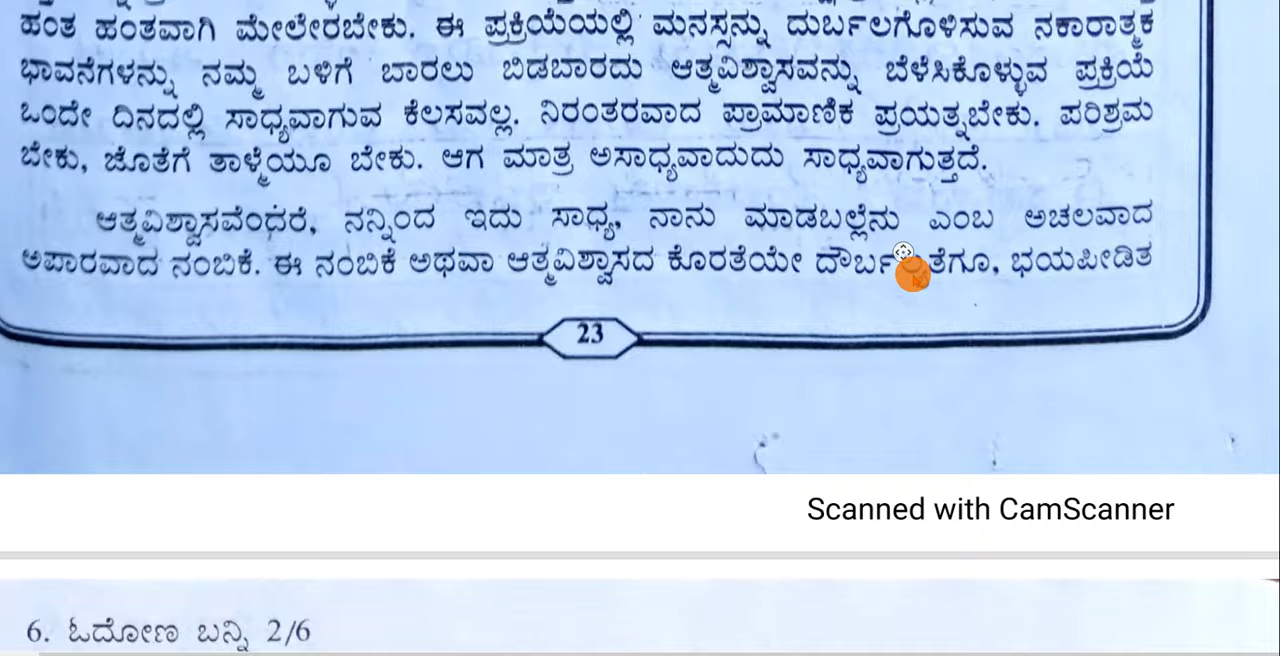 ಹಂತ ಹಂತವಾಗಿ ಮೇಲೇರಬೇಕು. ಈ ಪ್ರಕ್ರಿಯೆಯಲ್ಲಿ ಮನಸ್ಸನ್ನು ದುರ್ಬಲಗೊಳಿಸುವ ನಕಾರಾತ್ಮಕ
ಭಾವನೆಗಳನ್ನು ನಮ್ಮ ಬಳಿಗೆ ಬಾರಲು ಬಿಡಬಾರದು ಆತ್ಮವಿಶ್ವಾಸವನ್ನು ಬೆಳೆಸಿಕೊಳ್ಳುವ ಪ್ರಕ್ರಿಯೆ
ಒಂದೇ ದಿನದಲ್ಲಿ ಸಾಧ್ಯವಾಗುವ ಕೆಲಸವಲ್ಲ. ನಿರಂತರವಾದ ಪ್ರಾಮಾಣಿಕ ಪ್ರಯತ್ನಬೇಕು. ಪರಿಶ್ರಮ
ಬೇಕು, ಜೊತೆಗೆ ತಾಳ್ಮೆಯೂ ಬೇಕು. ಆಗ ಮಾತ್ರ ಅಸಾಧ್ಯವಾದುದು ಸಾಧ್ಯವಾಗುತ್ತದೆ.
ಆತ್ಮವಿಶ್ವಾಸವೆಂದರೆ, ನನ್ನಿಂದ ಇದು ಸಾಧ್ಯ, ನಾನು ಮಾಡಬಲ್ಲೆನು ಎಂಬ ಅಚಲವಾದ
ಅಪಾರವಾದ ನಂಬಿಕೆ. ಈ ನಂಬಿಕೆ ಅಥವಾ ಆತ್ಮವಿಶ್ವಾಸದ ಕೊರತೆಯೇ ಭಯಪೀಡಿತ
23
Scanned with CamScanner
6. ಓದೋಣ ಬನ್ನಿ 2/6